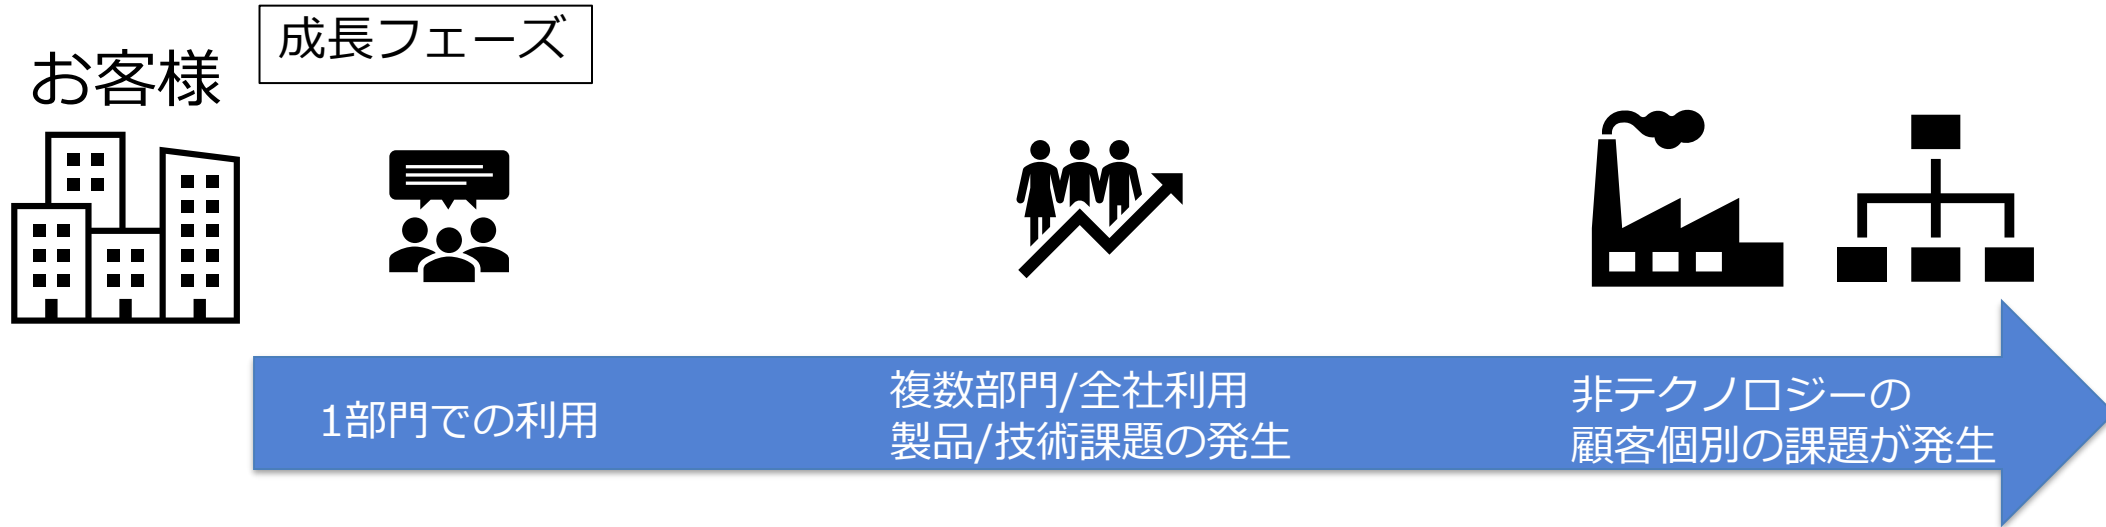 成長フェーズ
お客様
1部門での利用
複数部門/全社利用
製品/技術課題の発生
非テクノロジーの
顧客個別の課題が発生